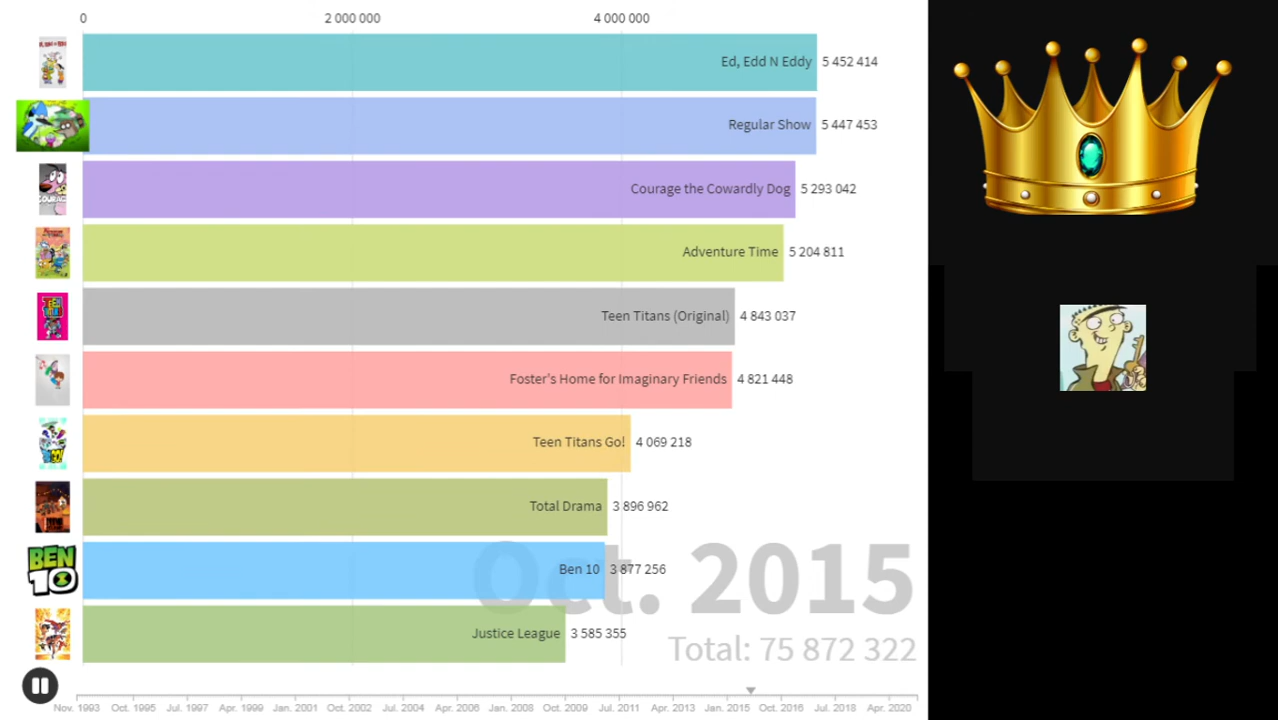 0 2 000 000 4 000 000
Ed, Edd N Eddy 5 452 414
Regular Show 5 447 453
Courage the Cowardly Dog 5 293 042
Adventure Time 5 204 811
Teen Titans (Original) 4 843 037
Foster's Home for Imaginary Friends 4 821 448
Teen Titans Go! 4 069 218
Total Drama 3 896 962
BEN 10
Ben 10 3 877 256
Oct. 2015
Justice League 3 585 355
Total: 75 872 322
Nov. 1993 Oct. 1995 Jul. 1997 Apr. 1999 Jan. 2001 Oct. 2002 Jul. 2004 Apr. 2006 Jan. 2008 Oct. 2009 Jul. 2011 Apr. 2013 Jan. 2015 Oct. 2016 Jul. 2018 Apr. 2020